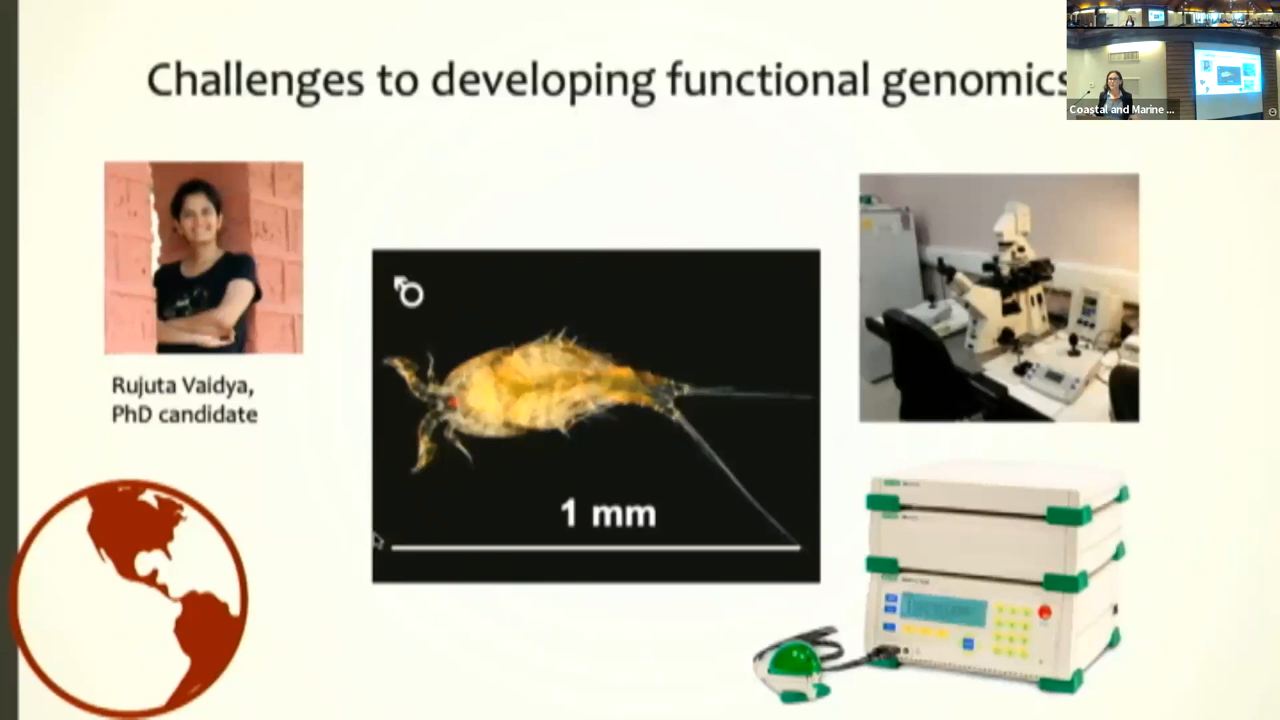 Challenges to developing functional genomics
Coastal and Marine ...
Rujuta Vaidya,
PhD candidate
1 mm